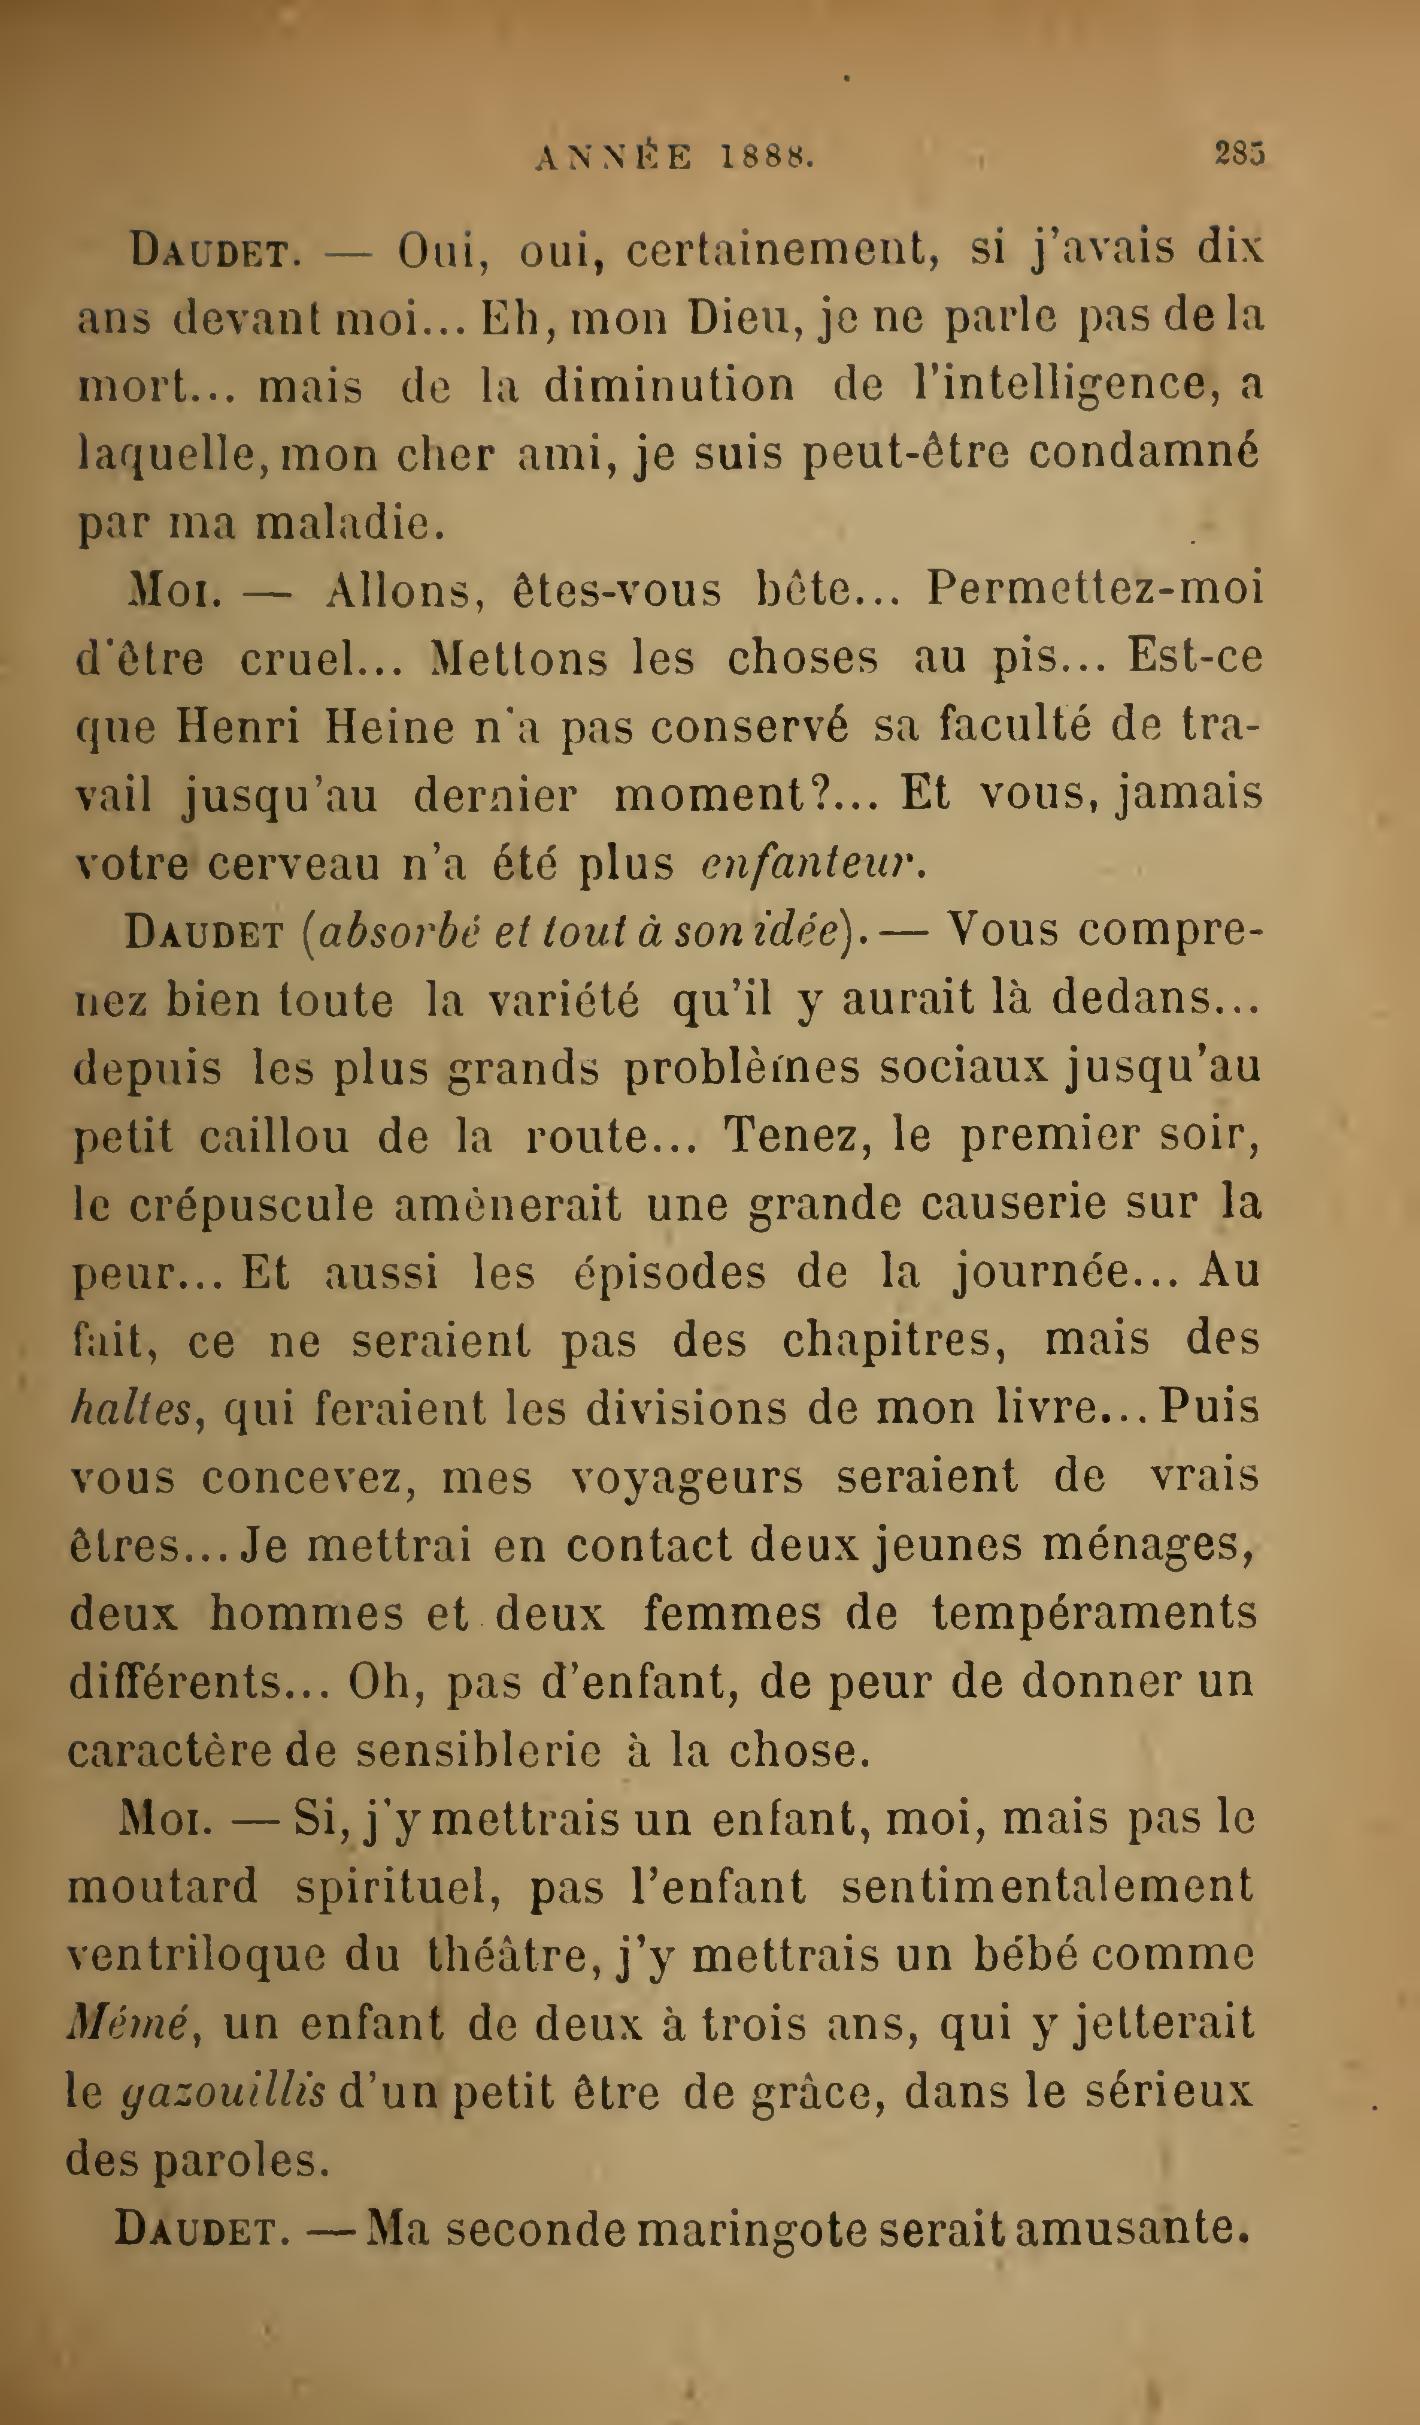 ANNÉE 1888. 285
DAUDET. — Oui, oui, certainement, si j'avais dix
ans devant moi... Eh, mon Dieu, je ne parle pas de la
mort... mais de la diminution de l'intelligence, a
laquelle, mon cher ami, je suis peut-être condamné
par ma maladie.
MOI. — Allons, êtes-vous bête... Permettez-moi
d'être cruel... Mettons les choses au pis... Est-ce
que Henri Heine n'a pas conservé sa faculté de tra-
vail jusqu'au dernier moment?... Et vous, jamais
votre cerveau n'a été plus enfanteur.
DAUDET (absorbé et tout à son idée). — Vous compre-
nez bien toute la variété qu'il y aurait là dedans...
depuis les plus grands problèmes sociaux jusqu'au
petit caillou de la route... Tenez, le premier soir,
le crépuscule amènerait une grande causerie sur la
peur... Et aussi les épisodes de la journée... Au
fait, ce ne seraient pas des chapitres, mais des
haltes, qui feraient les divisions de mon livre... Puis
vous concevez, mes voyageurs seraient de vrais
êtres... Je mettrai en contact deux jeunes ménages,
deux hommes et deux femmes de tempéraments
différents... Oh, pas d'enfant, de peur de donner un
caractère de sensiblerie à la chose.
MOI. — Si, j'y mettrais un enfant, moi, mais pas le
moutard spirituel, pas l'enfant sentimentalement
ventriloque du théâtre, j'y mettrais un bébé comme
Mémé, un enfant de deux à trois ans, qui y jetterait
le gazouillis d'un petit être de grâce, dans le sérieux
des paroles.
DAUDET. — Ma seconde maringote serait amusante.